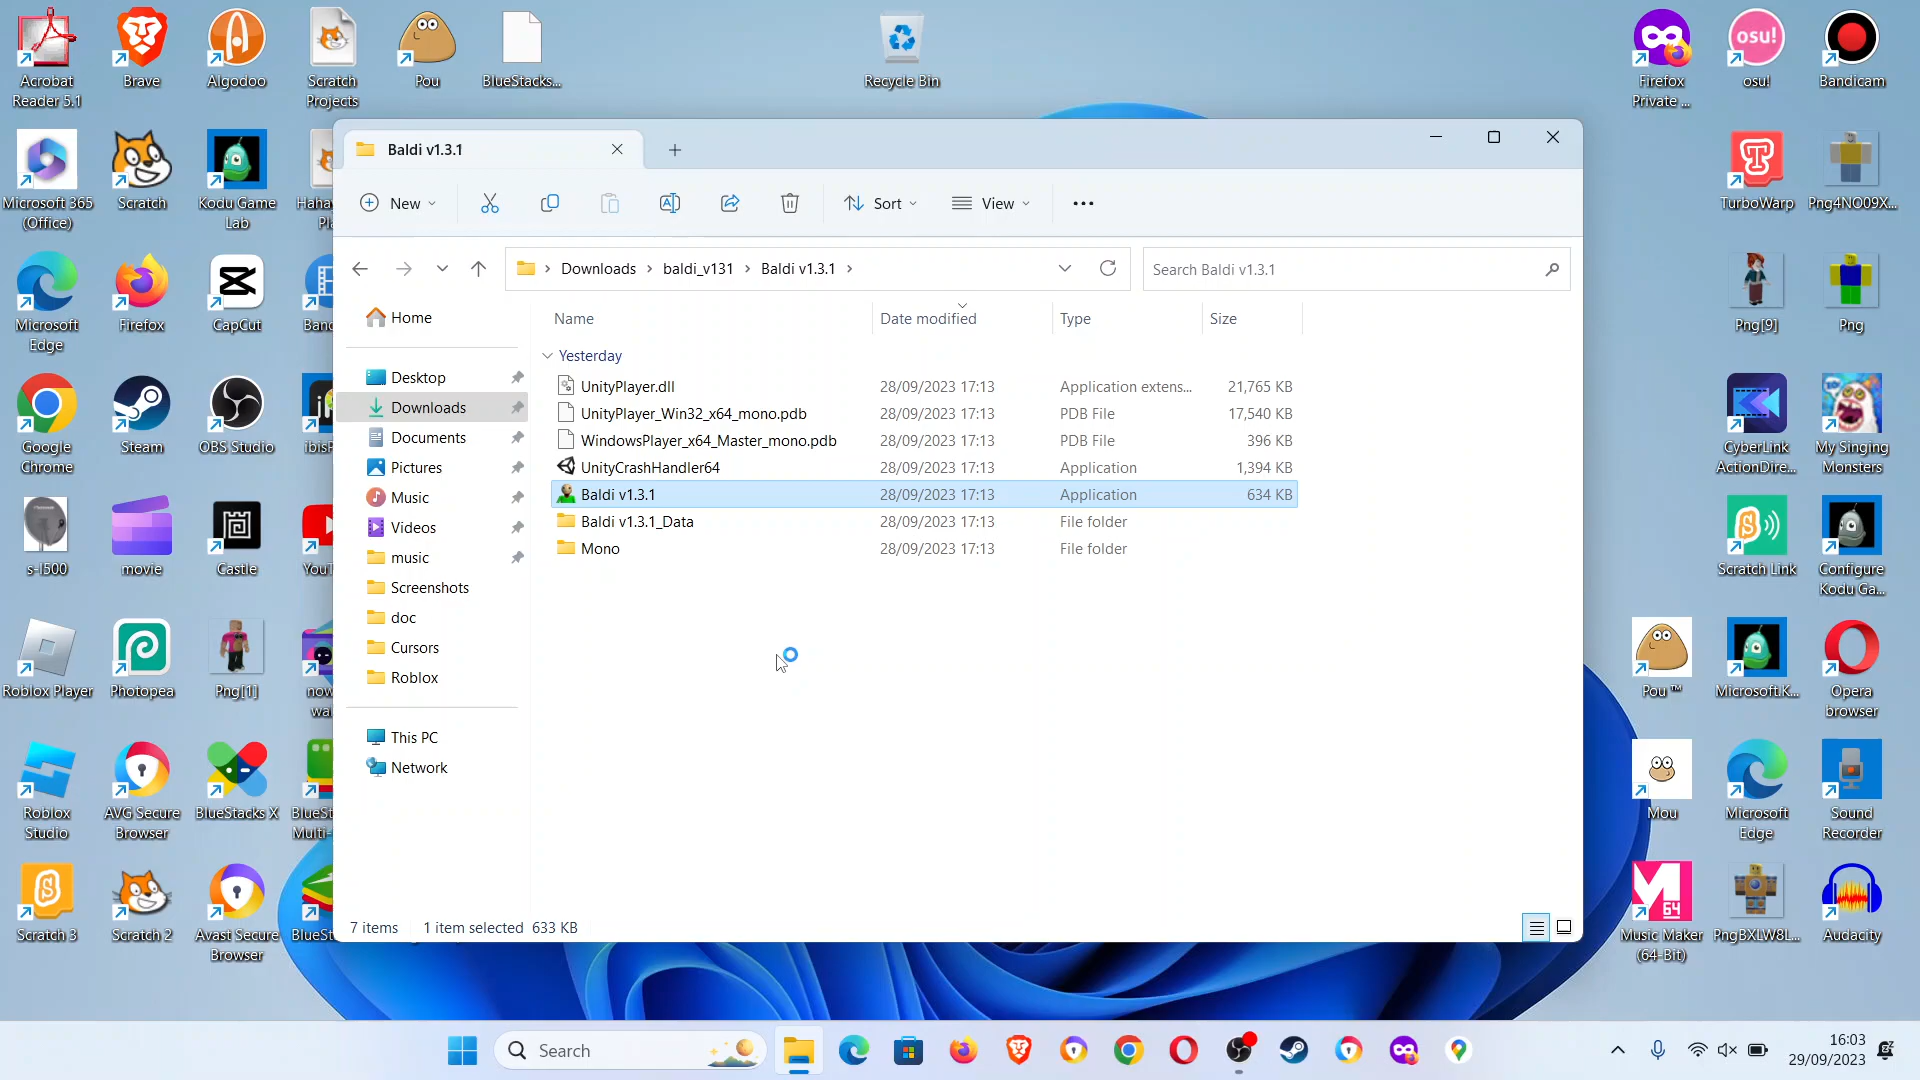 Acrobat
Reader 5.1
Brave
Algodoo
Scratch
Projects
Pou
BlueStacks...
Recycle Bin
Firefox
Private ...
osu!
osu!
Bandicam
Microsoft 365
(Office)
Scratch
Kodu Game
Lab
TurboWarp
Png4NO09X...
Microsoft
Edge
Firefox
CapCut
Png[9]
Png
Google
Chrome
Steam
OBS Studio
CyberLink
ActionDire...
My Singing
Monsters
s-l500
movie
Castle
Scratch Link
Configure
Kodu Ga...
Roblox Player
Photopea
Png[1]
Pou ™
Microsoft.K...
Opera
browser
Roblox
Studio
AVG Secure
Browser
BlueStacks X
Mou
Microsoft
Edge
Sound
Recorder
Scratch 3
Scratch 2
Avast Secure
Browser
64
Music Maker
(64-Bit)
PngBXLW8L...
Audacity
Baldi v1.3.1
New
Sort
View
Downloads
baldi_v131
Baldi v1.3.1
Search Baldi v1.3.1
Home
Desktop
Downloads
Documents
Pictures
Music
Videos
music
Screenshots
doc
Cursors
Roblox
This PC
Network
Name Date modified Type Size
Yesterday
UnityPlayer.dll 28/09/2023 17:13 Application extens... 21,765 KB
UnityPlayer_Win32_x64_mono.pdb 28/09/2023 17:13 PDB File 17,540 KB
WindowsPlayer_x64_Master_mono.pdb 28/09/2023 17:13 PDB File 396 KB
UnityCrashHandler64 28/09/2023 17:13 Application 1,394 KB
Baldi v1.3.1 28/09/2023 17:13 Application 634 KB
Baldi v1.3.1_Data 28/09/2023 17:13 File folder
Mono 28/09/2023 17:13 File folder
7 items 1 item selected 633 KB
Search
16:03
29/09/2023